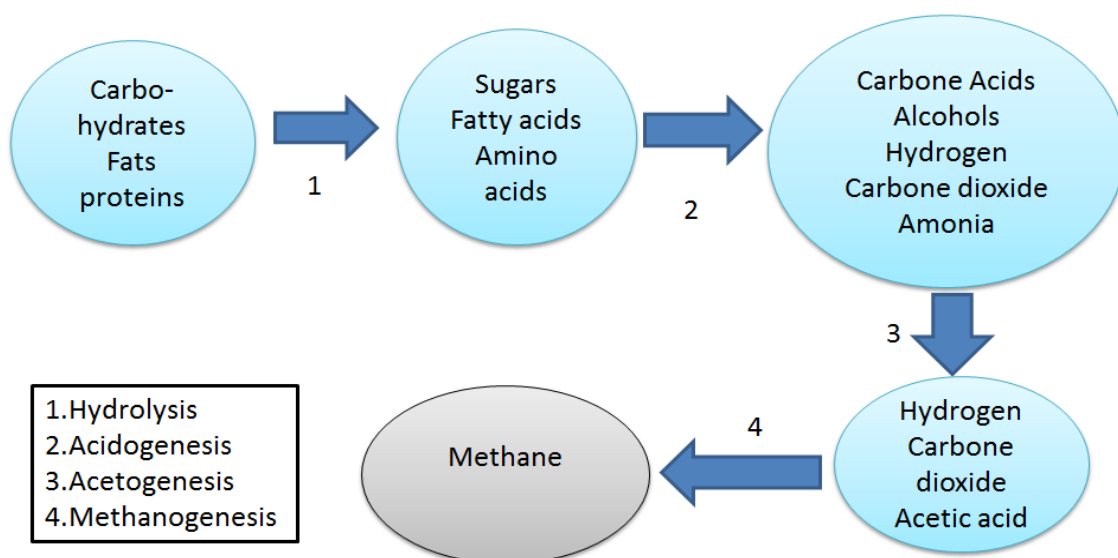 Carbo-
hydrates
Fats
proteins
1
Sugars
Fatty acids
Amino
acids
2
Carbone Acids
Alcohols
Hydrogen
Carbone dioxide
Amonia
3
Hydrogen
Carbone
dioxide
Acetic acid
4
Methane
1.Hydrolysis
2.Acidogenesis
3.Acetogenesis
4.Methanogenesis